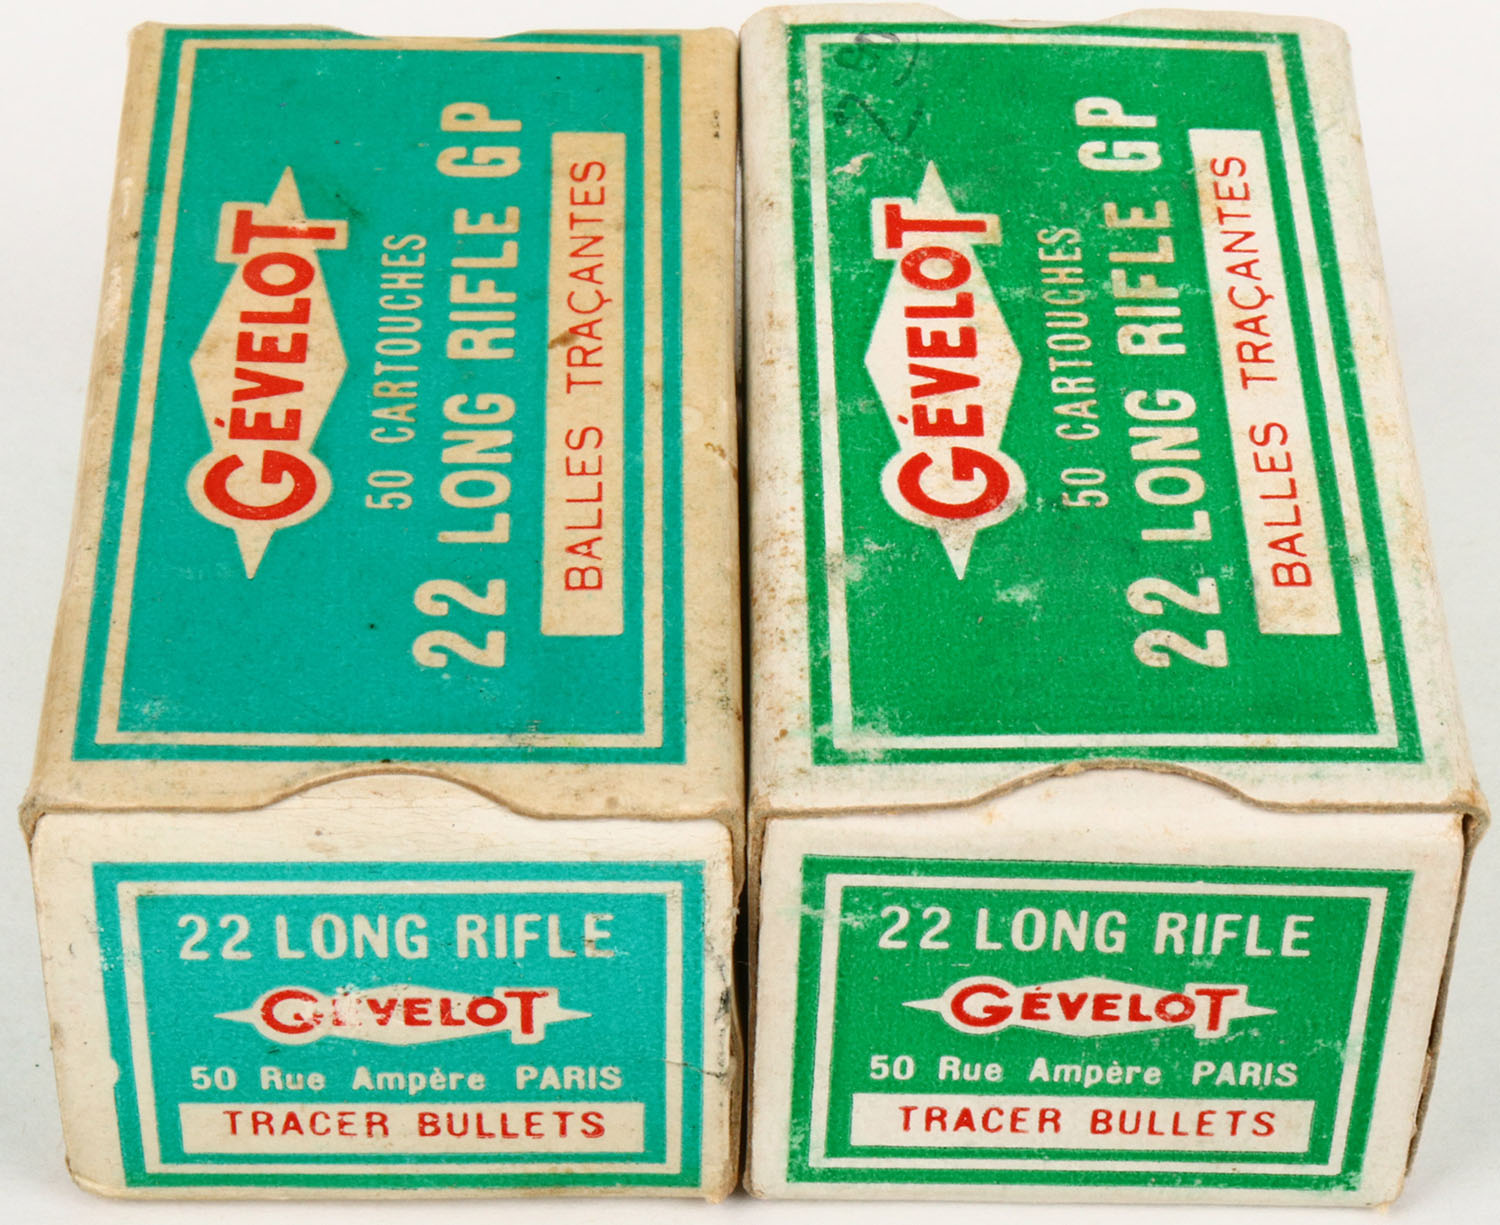 GÉVELOT
50 CARTOUCHES
22 LONG RIFLE GP
BALLES TRAÇANTES
22 LONG RIFLE
GÉVELOT
50 Rue Ampère PARIS
TRACER BULLETS
GÉVELOT
50 CARTOUCHES
22 LONG RIFLE GP
BALLES TRAÇANTES
22 LONG RIFLE
GÉVELOT
50 Rue Ampère PARIS
TRACER BULLETS